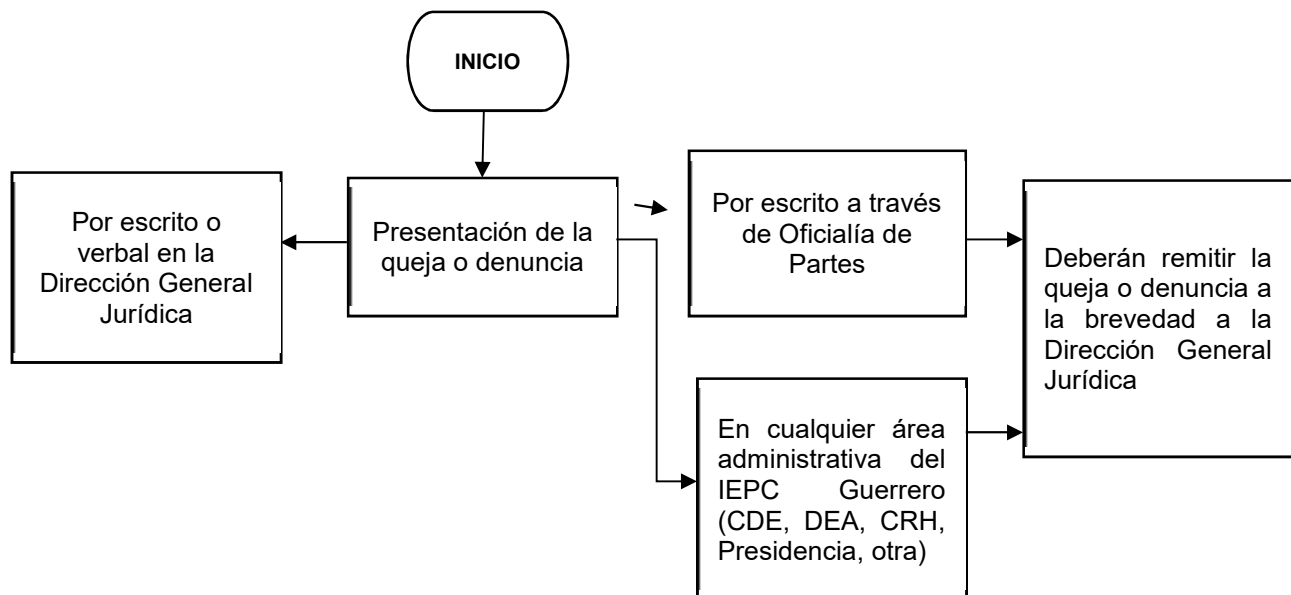 INICIO
Por escrito o
verbal en la
Dirección General
Jurídica
Presentación de la
queja o denuncia
Por escrito a través
de Oficialía de
Partes
Deberán remitir la
queja o denuncia a
la brevedad a la
Dirección General
Jurídica
En cualquier área
administrativa del
IEPC Guerrero
(CDE, DEA, CRH,
Presidencia, otra)